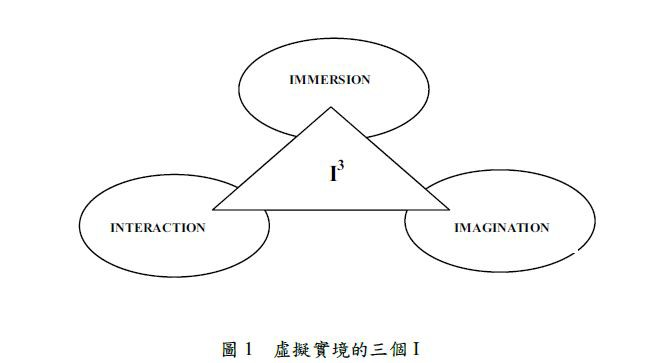 IMMERSION
I³
INTERACTION
IMAGINATION
圖 1 虛擬實境的三個 I